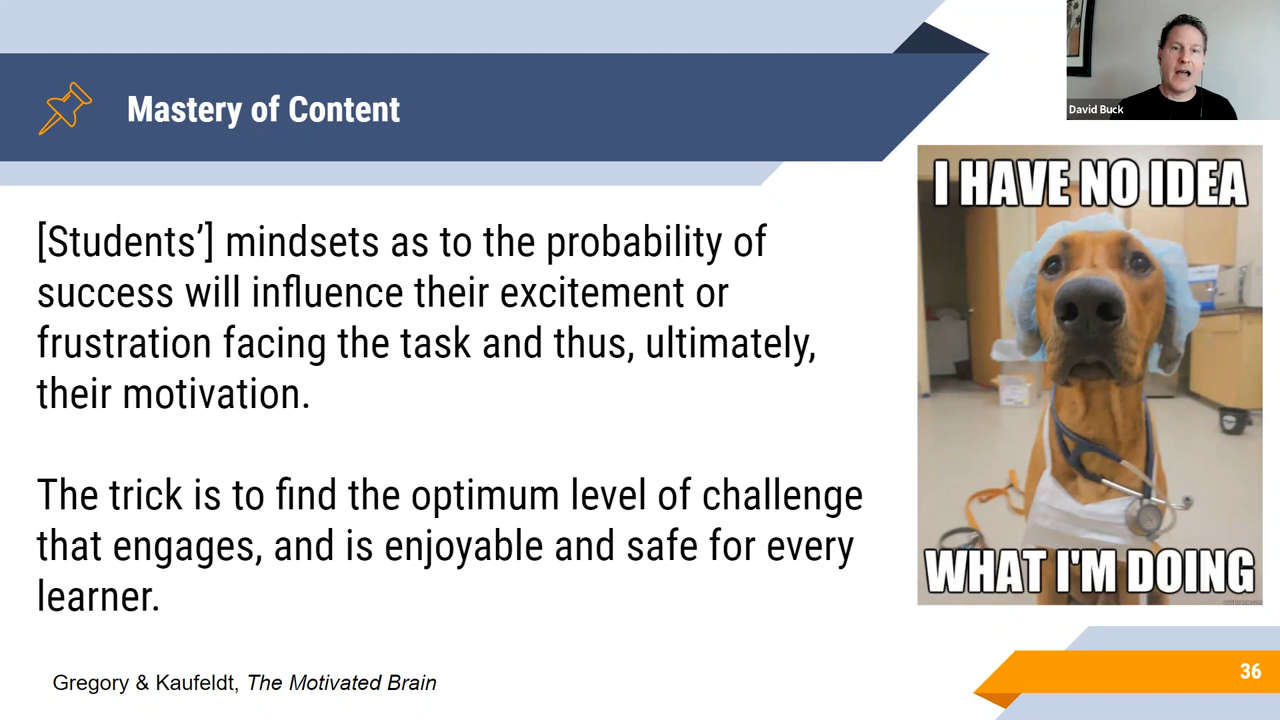 Mastery of Content
David Buck
[Students’] mindsets as to the probability of
success will influence their excitement or
frustration facing the task and thus, ultimately,
their motivation.
The trick is to find the optimum level of challenge
that engages, and is enjoyable and safe for every
learner.
I HAVE NO IDEA
WHAT I'M DOING
Gregory & Kaufeldt, The Motivated Brain
36